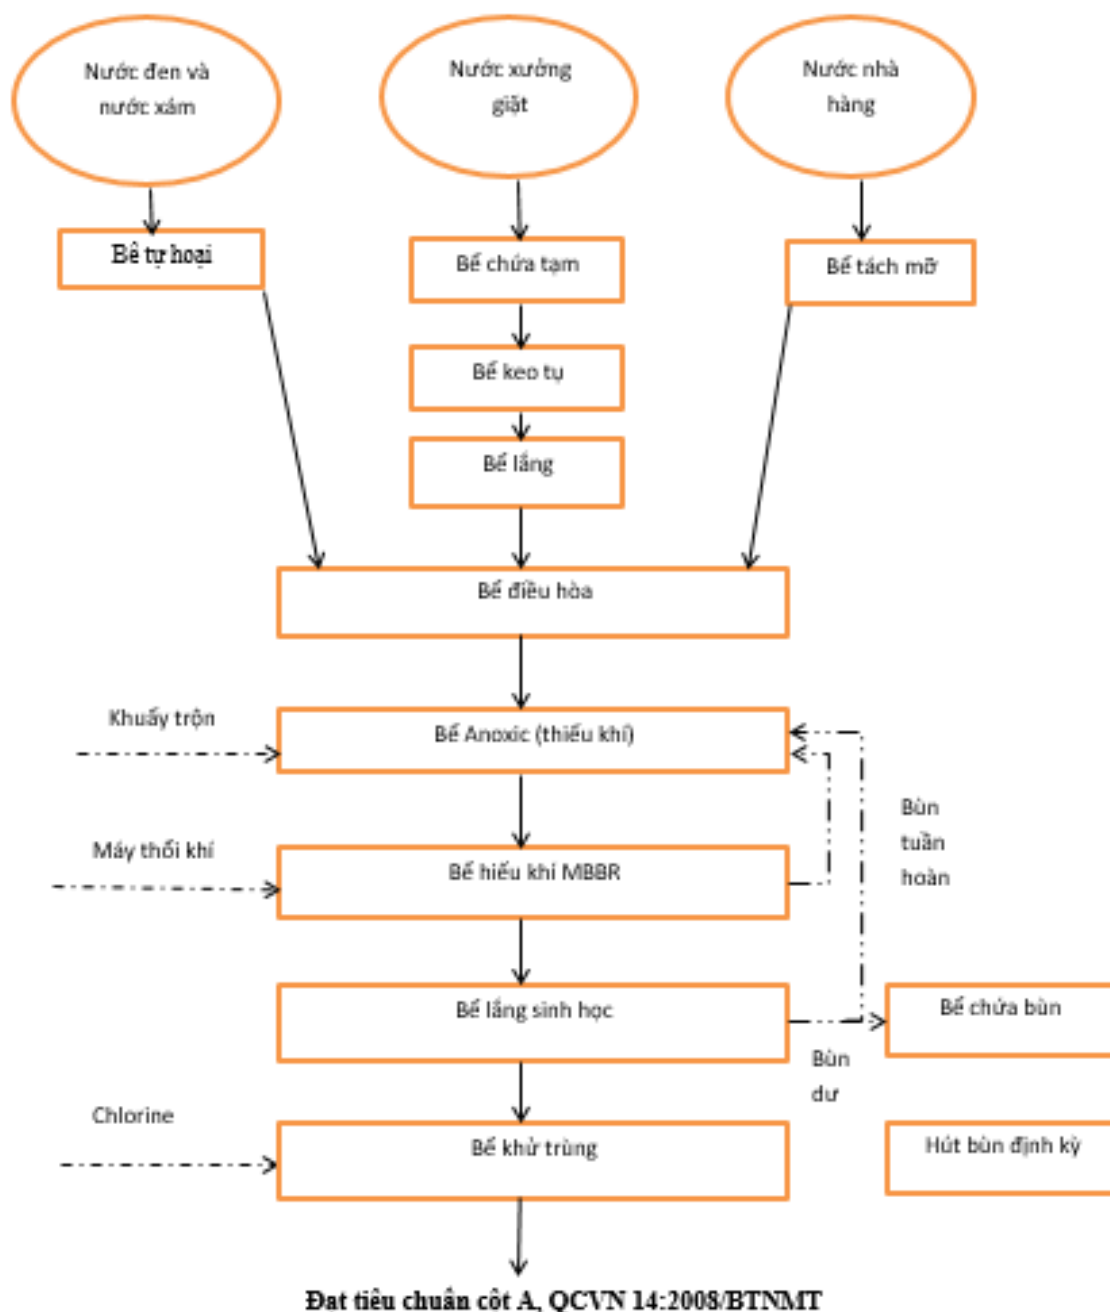 Nước đen và
nước xám
Nước xưởng
giặt
Nước nhà
hàng
Bể tự hoại
Bể chứa tạm
Bể tách mỡ
Bể keo tụ
Bể lắng
Bể điều hòa
Khuấy trộn
Bể Anoxic (thiếu khí)
Bùn
tuần
hoàn
Máy thổi khí
Bể hiếu khí MBBR
Bể lắng sinh học
Bể chứa bùn
Bùn
dư
Chlorine
Bể khử trùng
Hút bùn định kỳ
Đạt tiêu chuẩn cột A, QCVN 14:2008/BTNMT